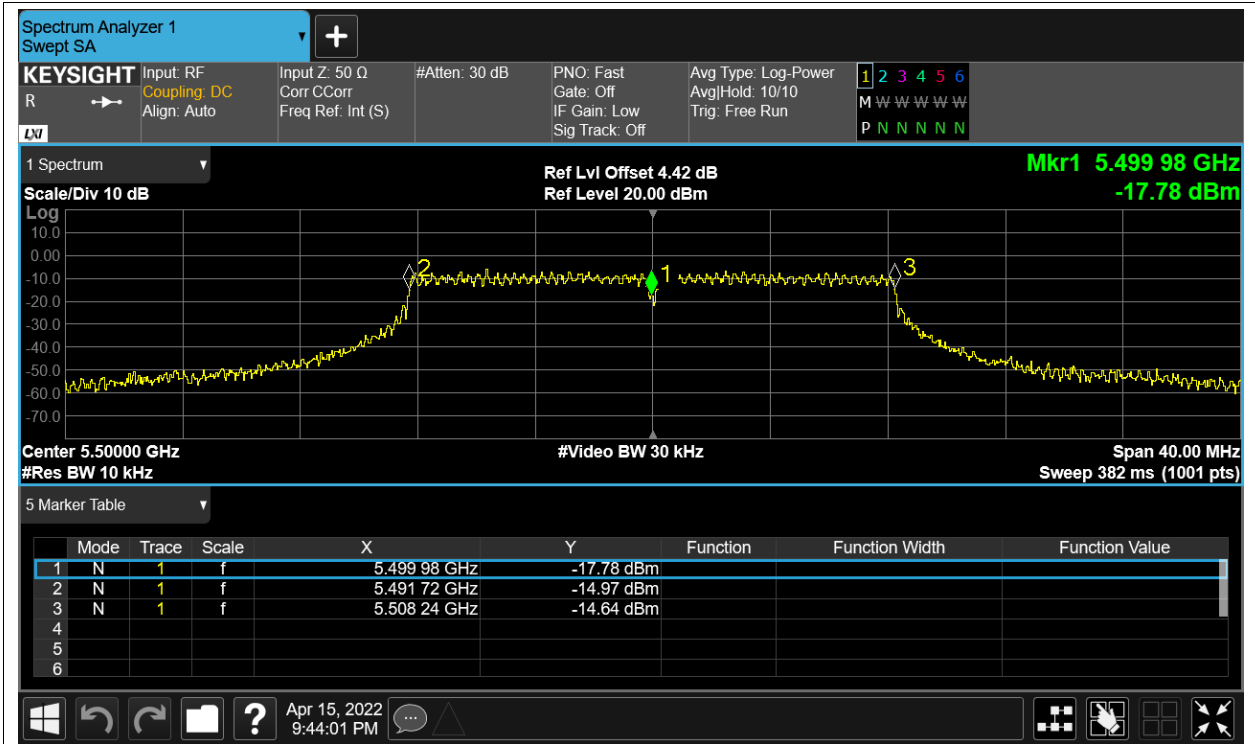 Spectrum Analyzer 1
Swept SA
+
KEYSIGHT Input: RF Input Z: 50 Ω #Atten: 30 dB PNO: Fast Avg Type: Log-Power 1 2 3 4 5 6
R Coupling: DC Corr CCorr Gate: Off Avg|Hold: 10/10 M W W W W W
Align: Auto Freq Ref: Int (S) IF Gain: Low Trig: Free Run
LXI Sig Track: Off P N N N N N
1 Spectrum Ref Lvl Offset 4.42 dB Mkr1 5.499 98 GHz
Scale/Div 10 dB Ref Level 20.00 dBm -17.78 dBm
Log
10.0
0.00
-10.0
-20.0
-30.0
-40.0
-50.0
-60.0
-70.0
2 1 3
Center 5.50000 GHz #Video BW 30 kHz Span 40.00 MHz
#Res BW 10 kHz Sweep 382 ms (1001 pts)
5 Marker Table
Mode Trace Scale X Y Function Function Width Function Value
1 N 1 f 5.499 98 GHz -17.78 dBm
2 N 1 f 5.491 72 GHz -14.97 dBm
3 N 1 f 5.508 24 GHz -14.64 dBm
4
5
6
? Apr 15, 2022
9:44:01 PM